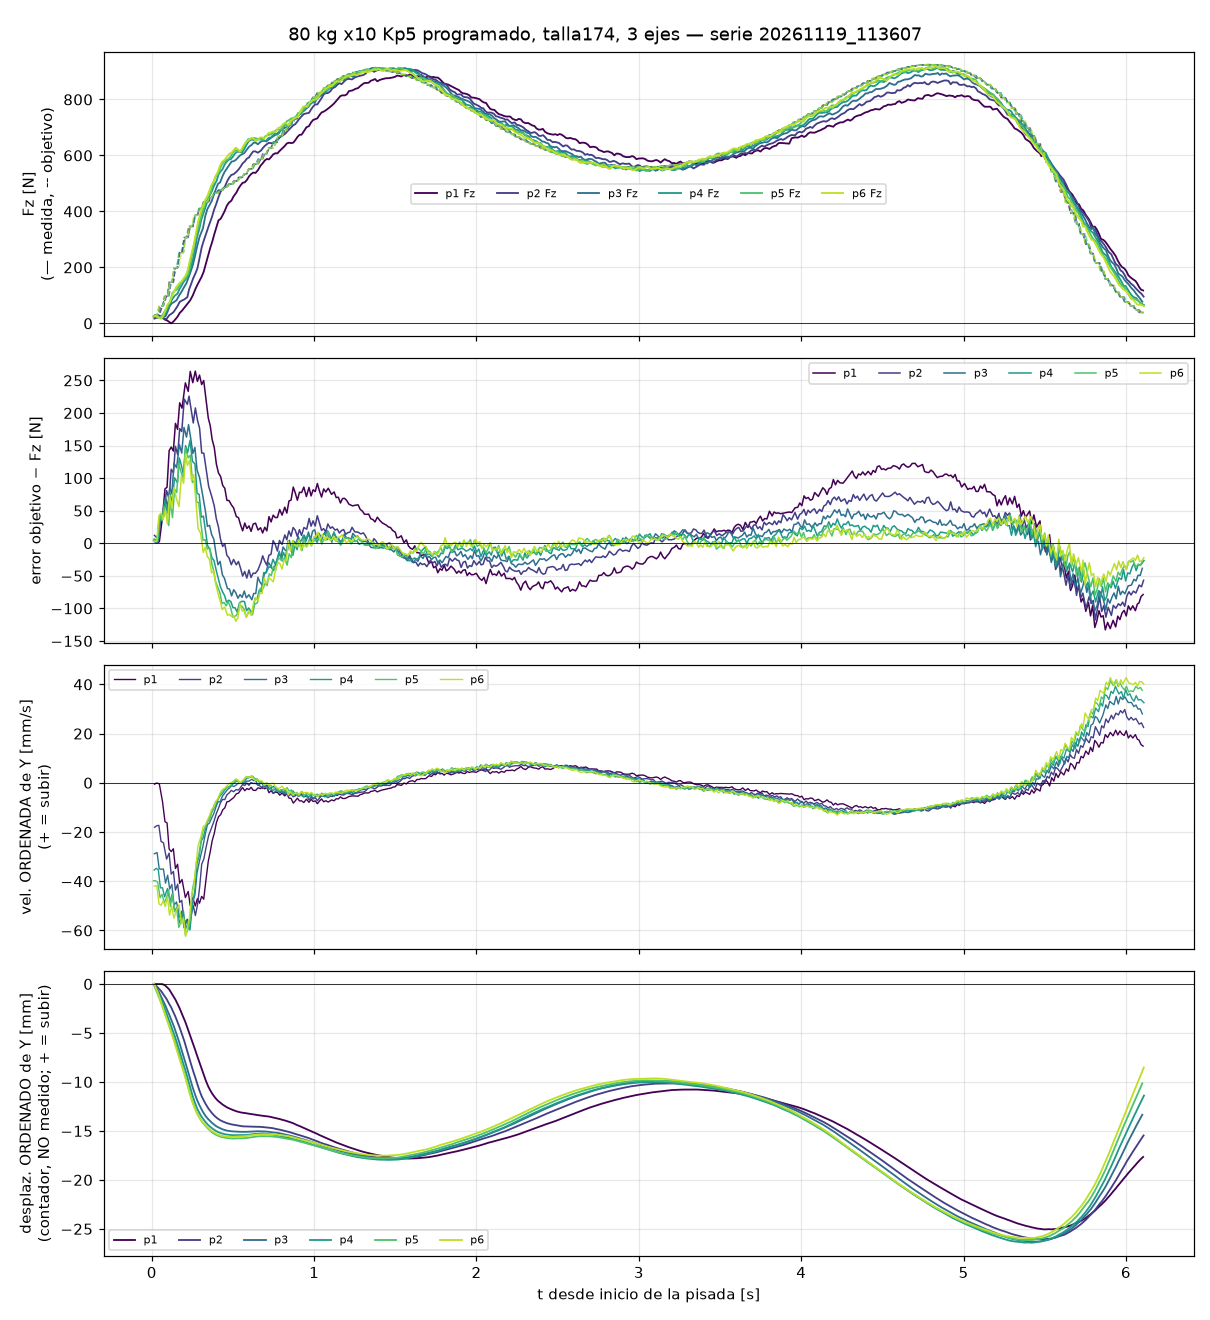 80 kg x10 Kp5 programado, talla174, 3 ejes — serie 20261119_113607
Fz [N]
(— medida, -- objetivo)
800
600
400
200
0
p1 Fz p2 Fz p3 Fz p4 Fz p5 Fz p6 Fz
error objetivo − Fz [N]
250
200
150
100
50
0
−50
−100
−150
p1 p2 p3 p4 p5 p6
vel. ORDENADA de Y [mm/s]
(+ = subir)
40
20
0
−20
−40
−60
p1 p2 p3 p4 p5 p6
desplaz. ORDENADO de Y [mm]
(contador, NO medido; + = subir)
0
−5
−10
−15
−20
−25
p1 p2 p3 p4 p5 p6
0 1 2 3 4 5 6
t desde inicio de la pisada [s]